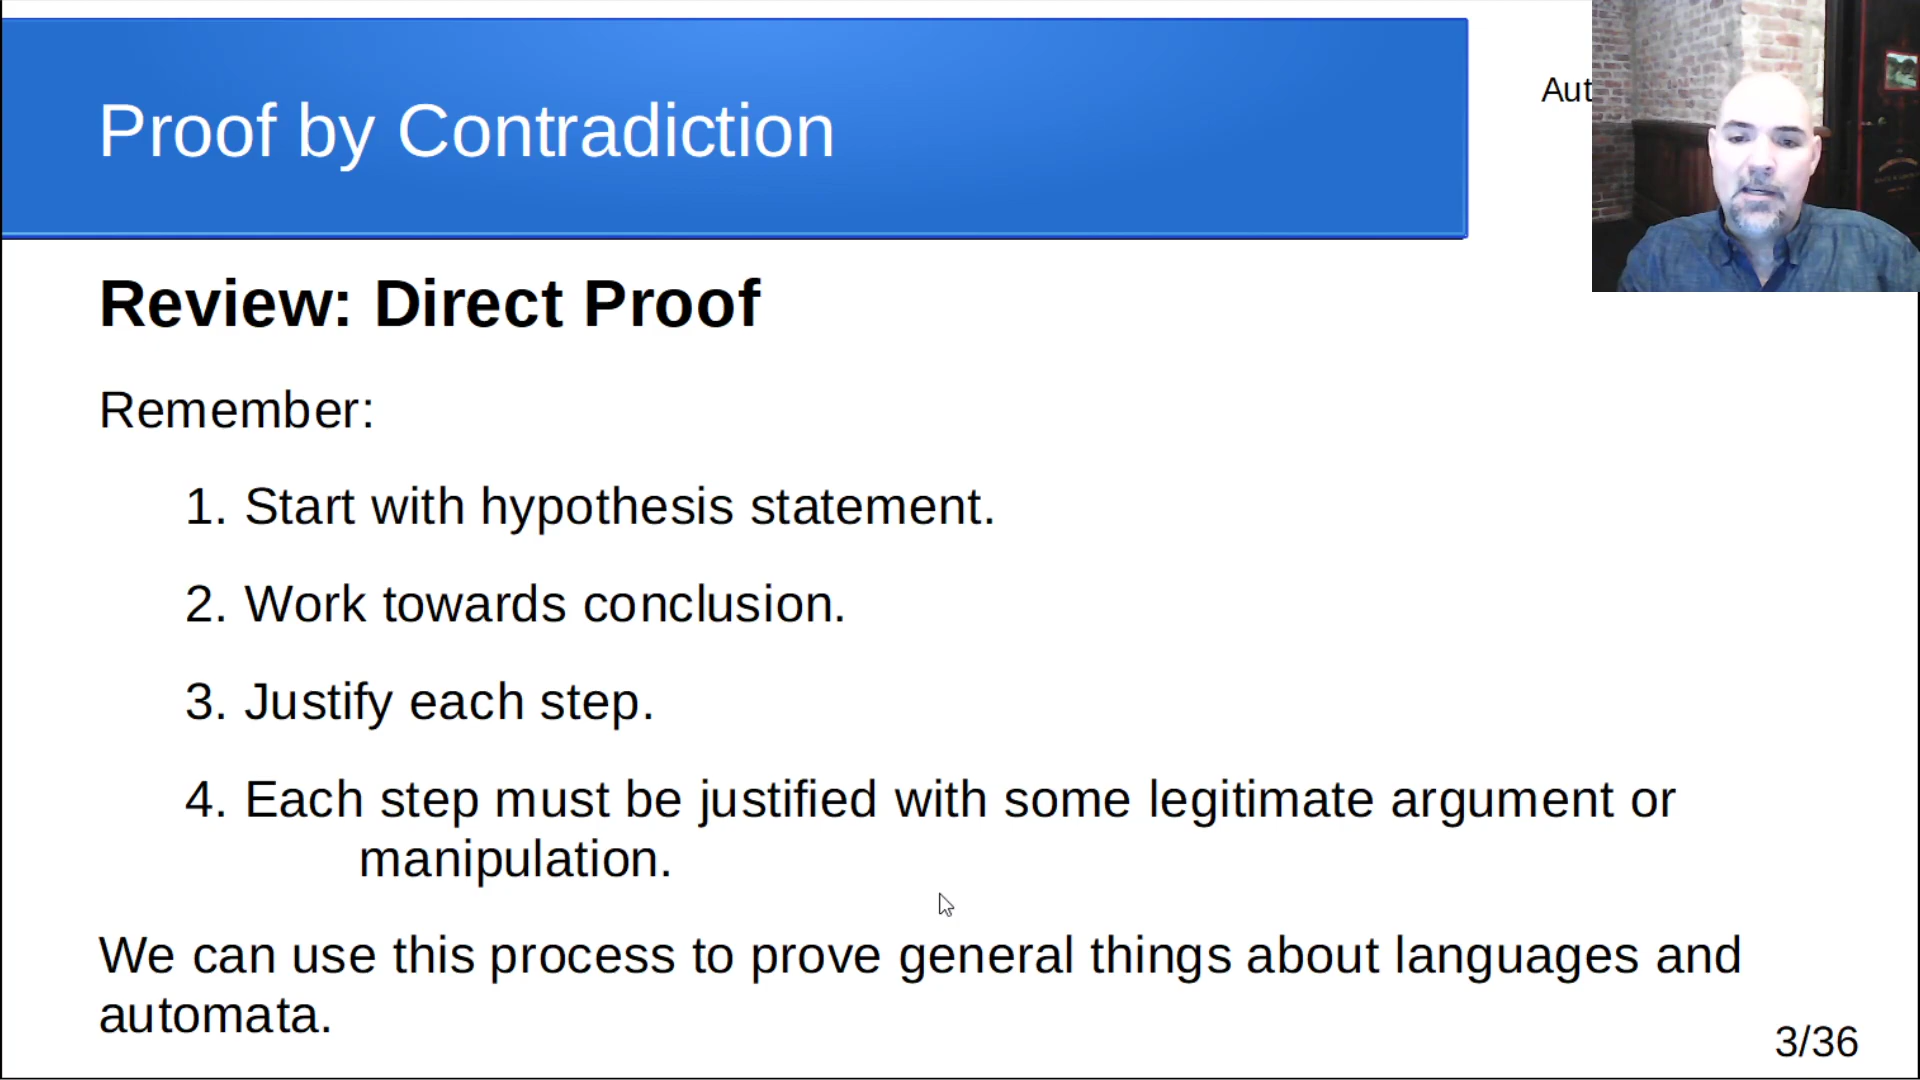 Proof by Contradiction
Aut
Review: Direct Proof
Remember:
1. Start with hypothesis statement.
2. Work towards conclusion.
3. Justify each step.
4. Each step must be justified with some legitimate argument or
manipulation.
We can use this process to prove general things about languages and
automata.
3/36